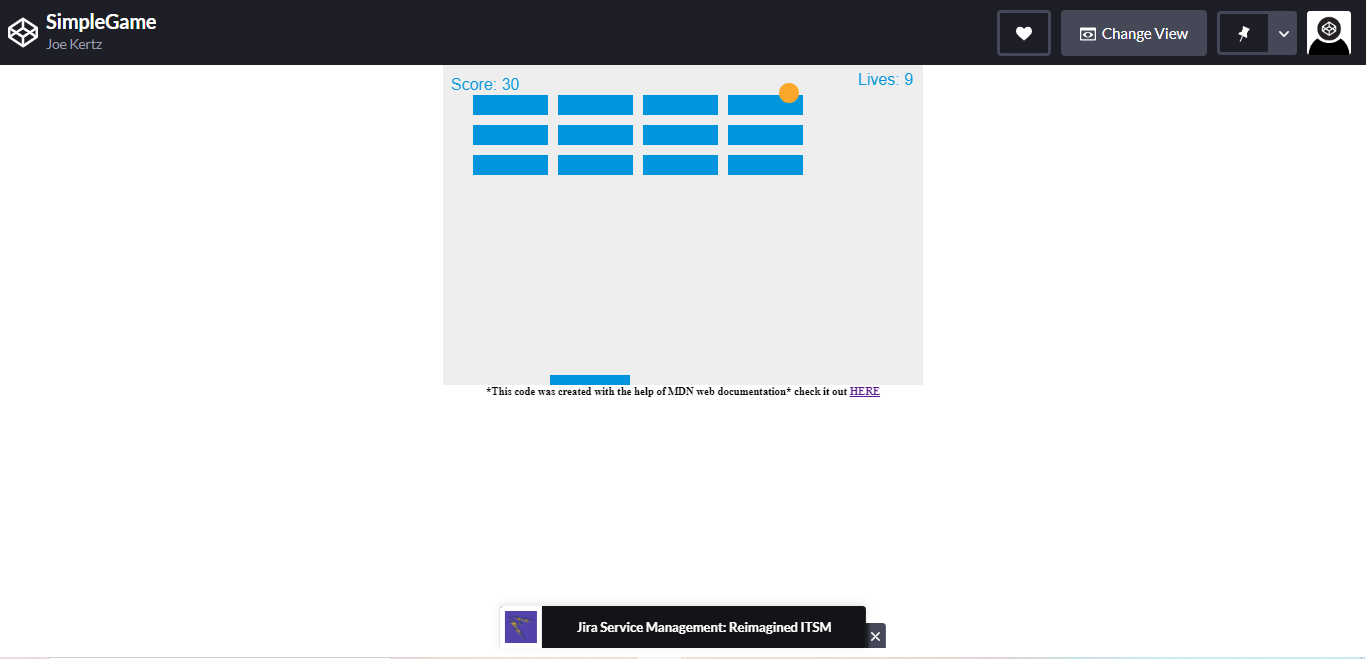 SimpleGame
Joe Kertz
Change View
Score: 30
Lives: 9
*This code was created with the help of MDN web documentation* check it out HERE
Jira Service Management: Reimagined ITSM